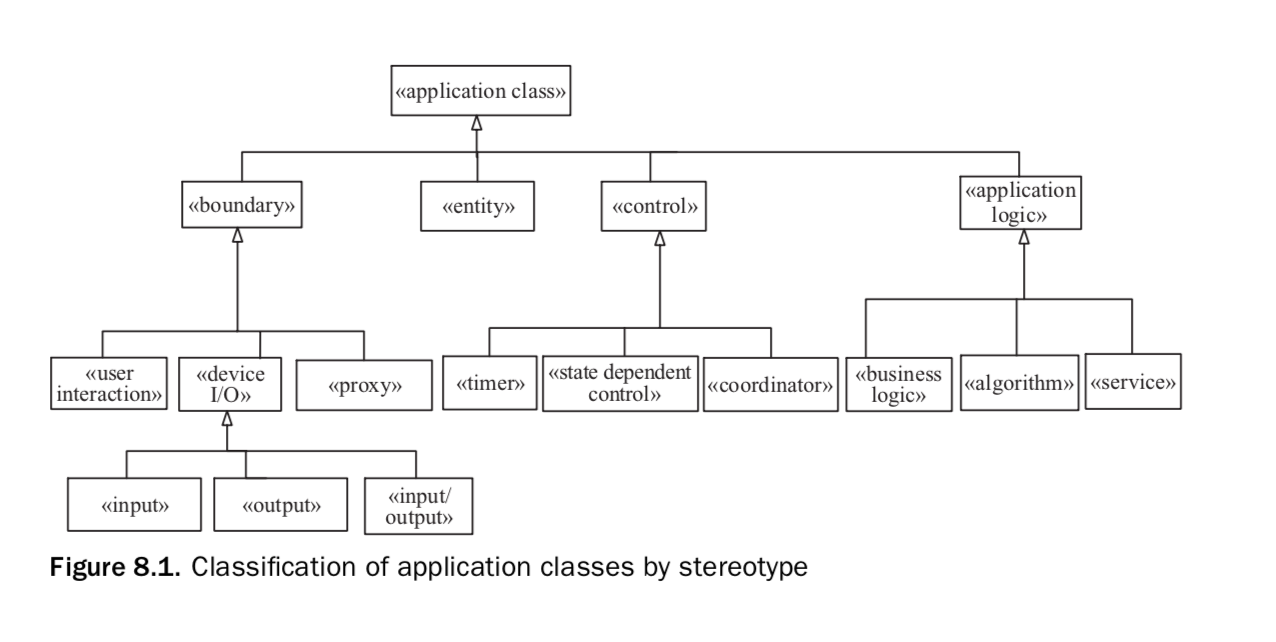 «application class»
«boundary»
«entity»
«control»
«application
logic»
«user
interaction»
«device
I/O»
«proxy»
«timer»
«state dependent
control»
«coordinator»
«business
logic»
«algorithm»
«service»
«input»
«output»
«input/
output»
Figure 8.1. Classification of application classes by stereotype